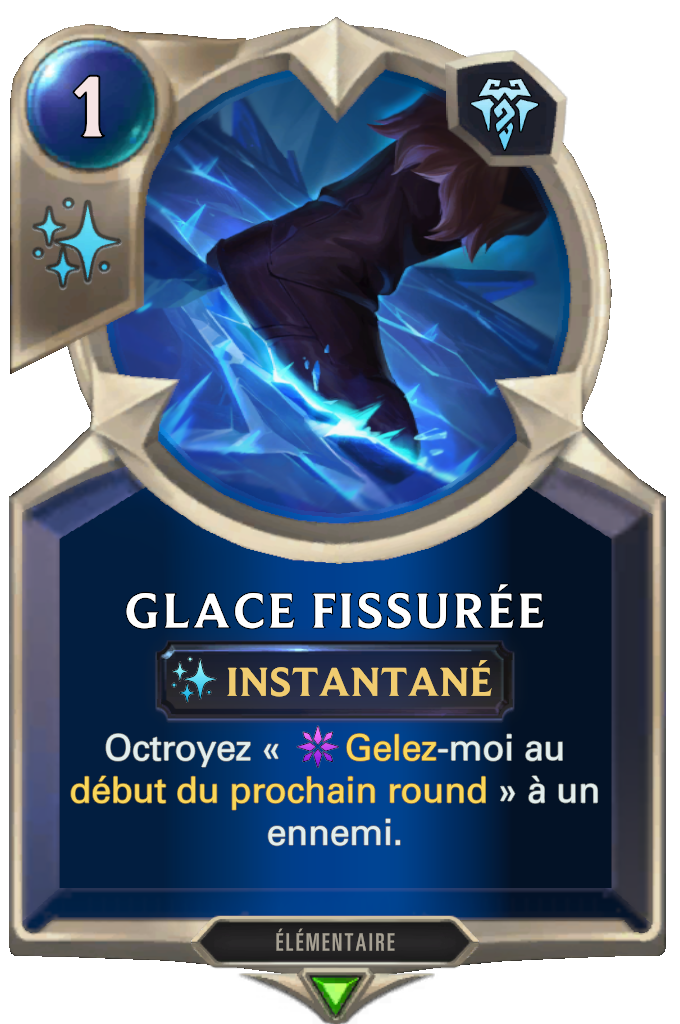 1
GLACE FISSURÉE
INSTANTANÉ
Octroyez « Gelez-moi au
début du prochain round » à un
ennemi.
ÉLÉMENTAIRE